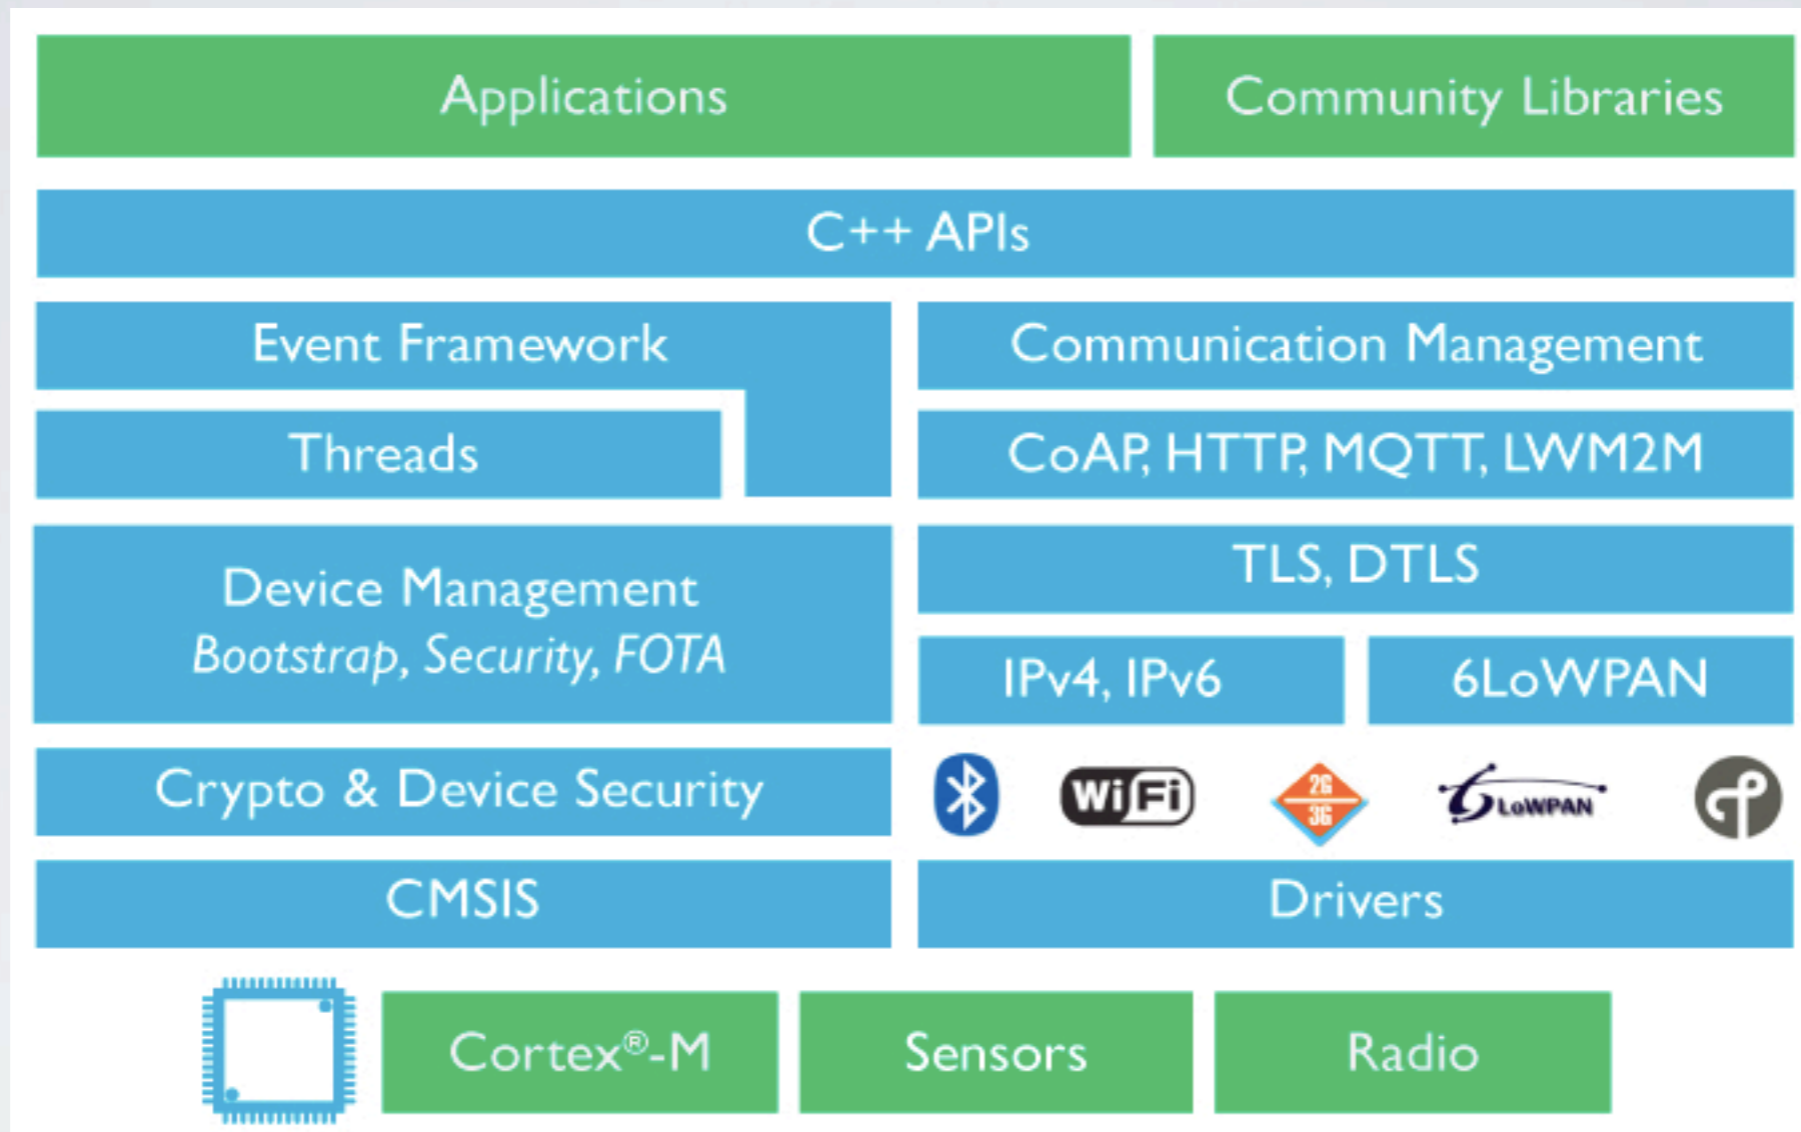 Applications
Community Libraries
C++ APIs
Event Framework
Communication Management
Threads
CoAP, HTTP, MQTT, LWM2M
Device Management
Bootstrap, Security, FOTA
TLS, DTLS
IPv4, IPv6
6LoWPAN
Crypto & Device Security
WiFi
2G
3G
6LoWPAN
CMSIS
Drivers
Cortex®-M
Sensors
Radio